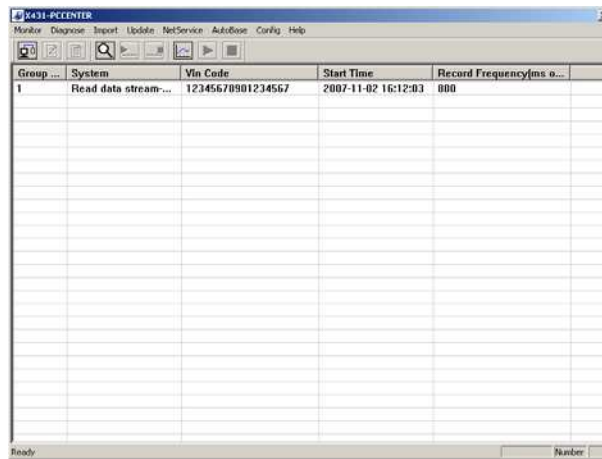 X431-PCCENTER
Monitor Diagnose Import Update NetService AutoBase Config Help
Group ... System Vin Code Start Time Record Frequency(ms o...
1 Read data stream-... 12345670901234567 2007-11-02 16:12:03 800
Ready Number